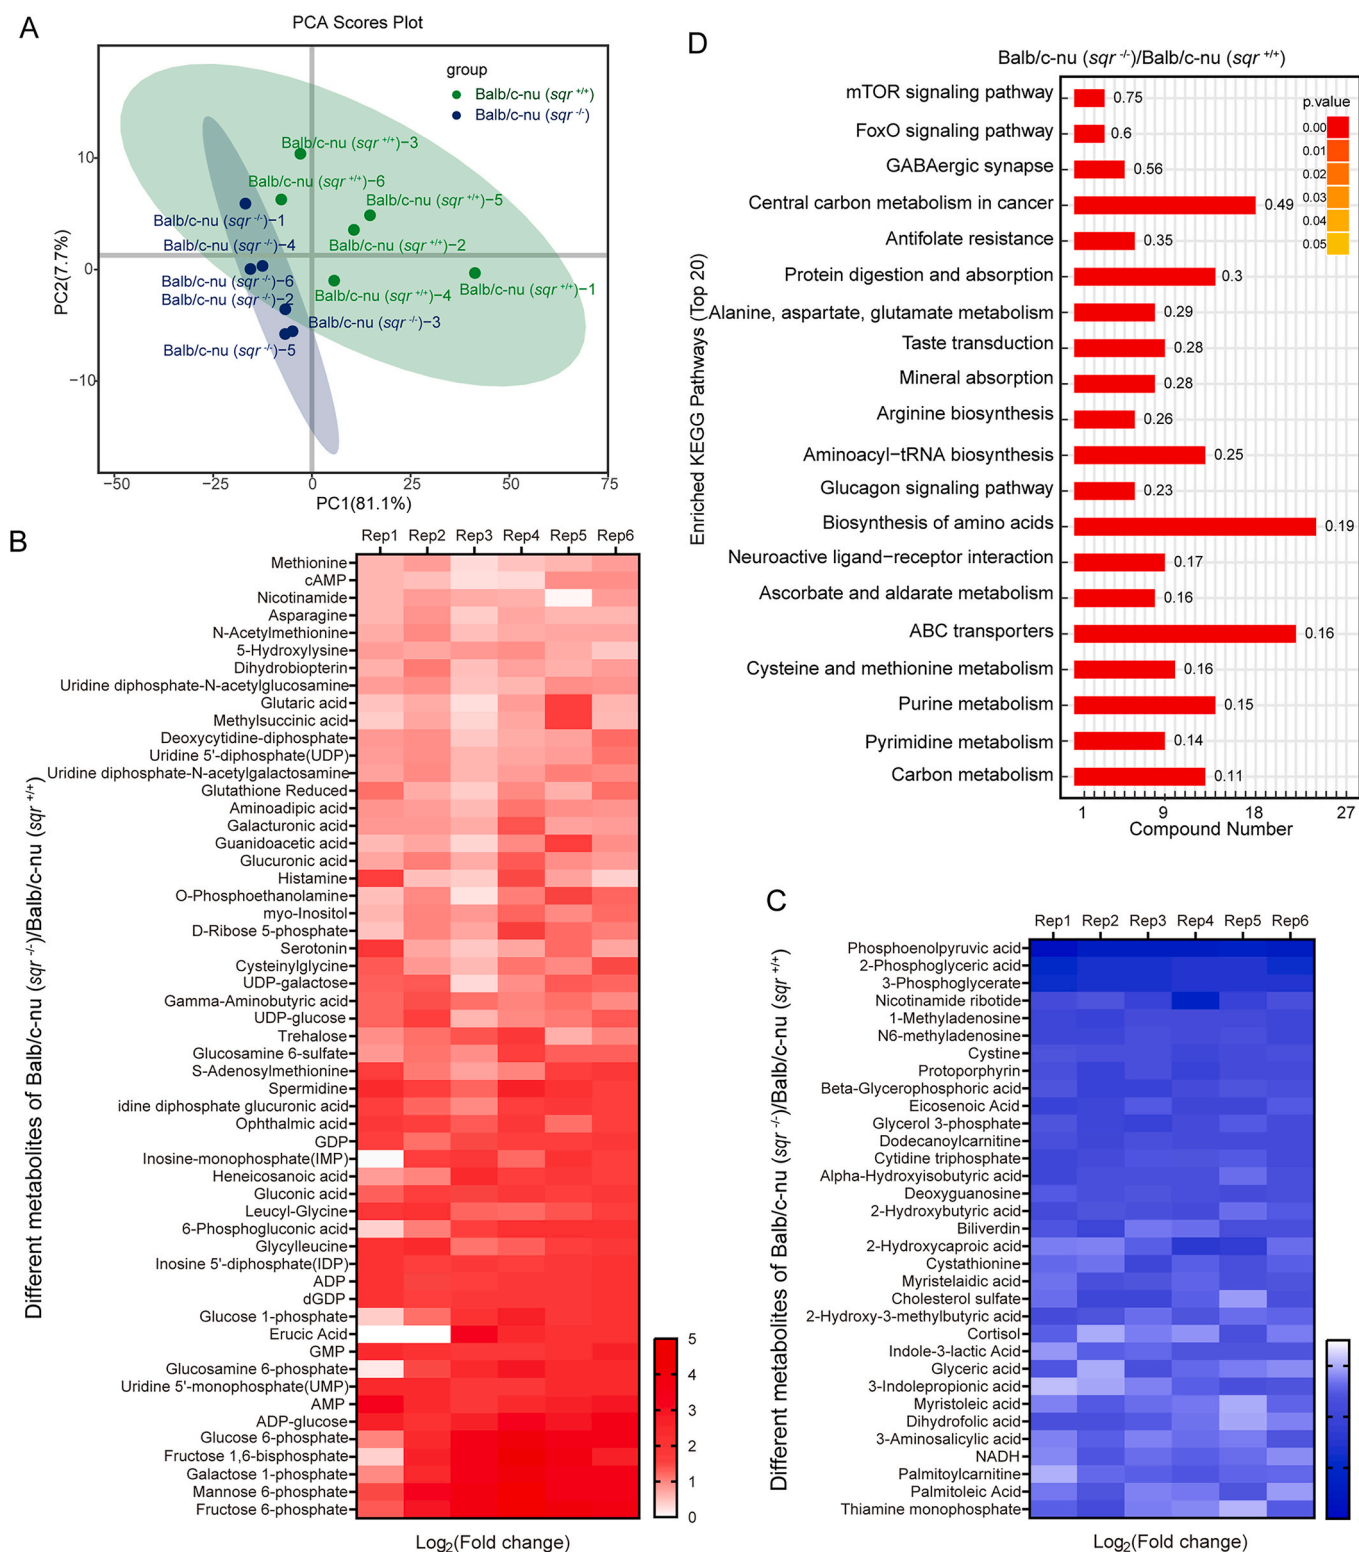 A
PCA Scores Plot
group
Balb/c-nu (sqr +/+)
Balb/c-nu (sqr -/-)
Balb/c-nu (sqr +/+)−3
Balb/c-nu (sqr +/+)−6
Balb/c-nu (sqr +/+)−5
Balb/c-nu (sqr -/-)−1
Balb/c-nu (sqr +/+)−2
Balb/c-nu (sqr -/-)−4
Balb/c-nu (sqr -/-)−6
Balb/c-nu (sqr +/+)−1
Balb/c-nu (sqr -/-)−2
Balb/c-nu (sqr +/+)−4
Balb/c-nu (sqr -/-)−3
Balb/c-nu (sqr -/-)−5
PC2(7.7%)
10
0
−10
−50
−25
0
25
50
75
PC1(81.1%)
D
Balb/c-nu (sqr -/-)/Balb/c-nu (sqr +/+)
Enriched KEGG Pathways (Top 20)
mTOR signaling pathway 0.75
FoxO signaling pathway 0.6
GABAergic synapse 0.56
Central carbon metabolism in cancer 0.49
Antifolate resistance 0.35
Protein digestion and absorption 0.3
Alanine, aspartate, glutamate metabolism 0.29
Taste transduction 0.28
Mineral absorption 0.28
Arginine biosynthesis 0.26
Aminoacyl−tRNA biosynthesis 0.25
Glucagon signaling pathway 0.23
Biosynthesis of amino acids 0.19
Neuroactive ligand−receptor interaction 0.17
Ascorbate and aldarate metabolism 0.16
ABC transporters 0.16
Cysteine and methionine metabolism 0.16
Purine metabolism 0.15
Pyrimidine metabolism 0.14
Carbon metabolism 0.11
1 9 18 27
Compound Number
p.value
0.00
0.01
0.02
0.03
0.04
0.05
B
Rep1 Rep2 Rep3 Rep4 Rep5 Rep6
Different metabolites of Balb/c-nu (sqr -/-)/Balb/c-nu (sqr +/+)
Methionine
cAMP
Nicotinamide
Asparagine
N-Acetylmethionine
5-Hydroxylysine
Dihydrobiopterin
Uridine diphosphate-N-acetylglucosamine
Glutaric acid
Methylsuccinic acid
Deoxycytidine-diphosphate
Uridine 5'-diphosphate(UDP)
Uridine diphosphate-N-acetylgalactosamine
Glutathione Reduced
Aminoadipic acid
Galacturonic acid
Guanidoacetic acid
Glucuronic acid
Histamine
O-Phosphoethanolamine
myo-Inositol
D-Ribose 5-phosphate
Serotonin
Cysteinylglycine
UDP-galactose
Gamma-Aminobutyric acid
UDP-glucose
Trehalose
Glucosamine 6-sulfate
S-Adenosylmethionine
Spermidine
idine diphosphate glucuronic acid
Ophthalmic acid
GDP
Inosine-monophosphate(IMP)
Heneicosanoic acid
Gluconic acid
Leucyl-Glycine
6-Phosphogluconic acid
Glycylleucine
Inosine 5'-diphosphate(IDP)
ADP
dGDP
Glucose 1-phosphate
Erucic Acid
GMP
Glucosamine 6-phosphate
Uridine 5'-monophosphate(UMP)
AMP
ADP-glucose
Glucose 6-phosphate
Fructose 1,6-bisphosphate
Galactose 1-phosphate
Mannose 6-phosphate
Fructose 6-phosphate
5
4
3
2
1
0
Log2(Fold change)
C
Rep1 Rep2 Rep3 Rep4 Rep5 Rep6
Different metabolites of Balb/c-nu (sqr -/-)/Balb/c-nu (sqr +/+)
Phosphoenolpyruvic acid
2-Phosphoglyceric acid
3-Phosphoglycerate
Nicotinamide ribotide
1-Methyladenosine
N6-methyladenosine
Cystine
Protoporphyrin
Beta-Glycerophosphoric acid
Eicosenoic Acid
Glycerol 3-phosphate
Dodecanoylcarnitine
Cytidine triphosphate
Alpha-Hydroxyisobutyric acid
Deoxyguanosine
2-Hydroxybutyric acid
Biliverdin
2-Hydroxycaproic acid
Cystathionine
Myristelaidic acid
Cholesterol sulfate
2-Hydroxy-3-methylbutyric acid
Cortisol
Indole-3-lactic Acid
Glyceric acid
3-Indolepropionic acid
Myristoleic acid
Dihydrofolic acid
3-Aminosalicylic acid
NADH
Palmitoylcarnitine
Palmitoleic Acid
Thiamine monophosphate
Log2(Fold change)